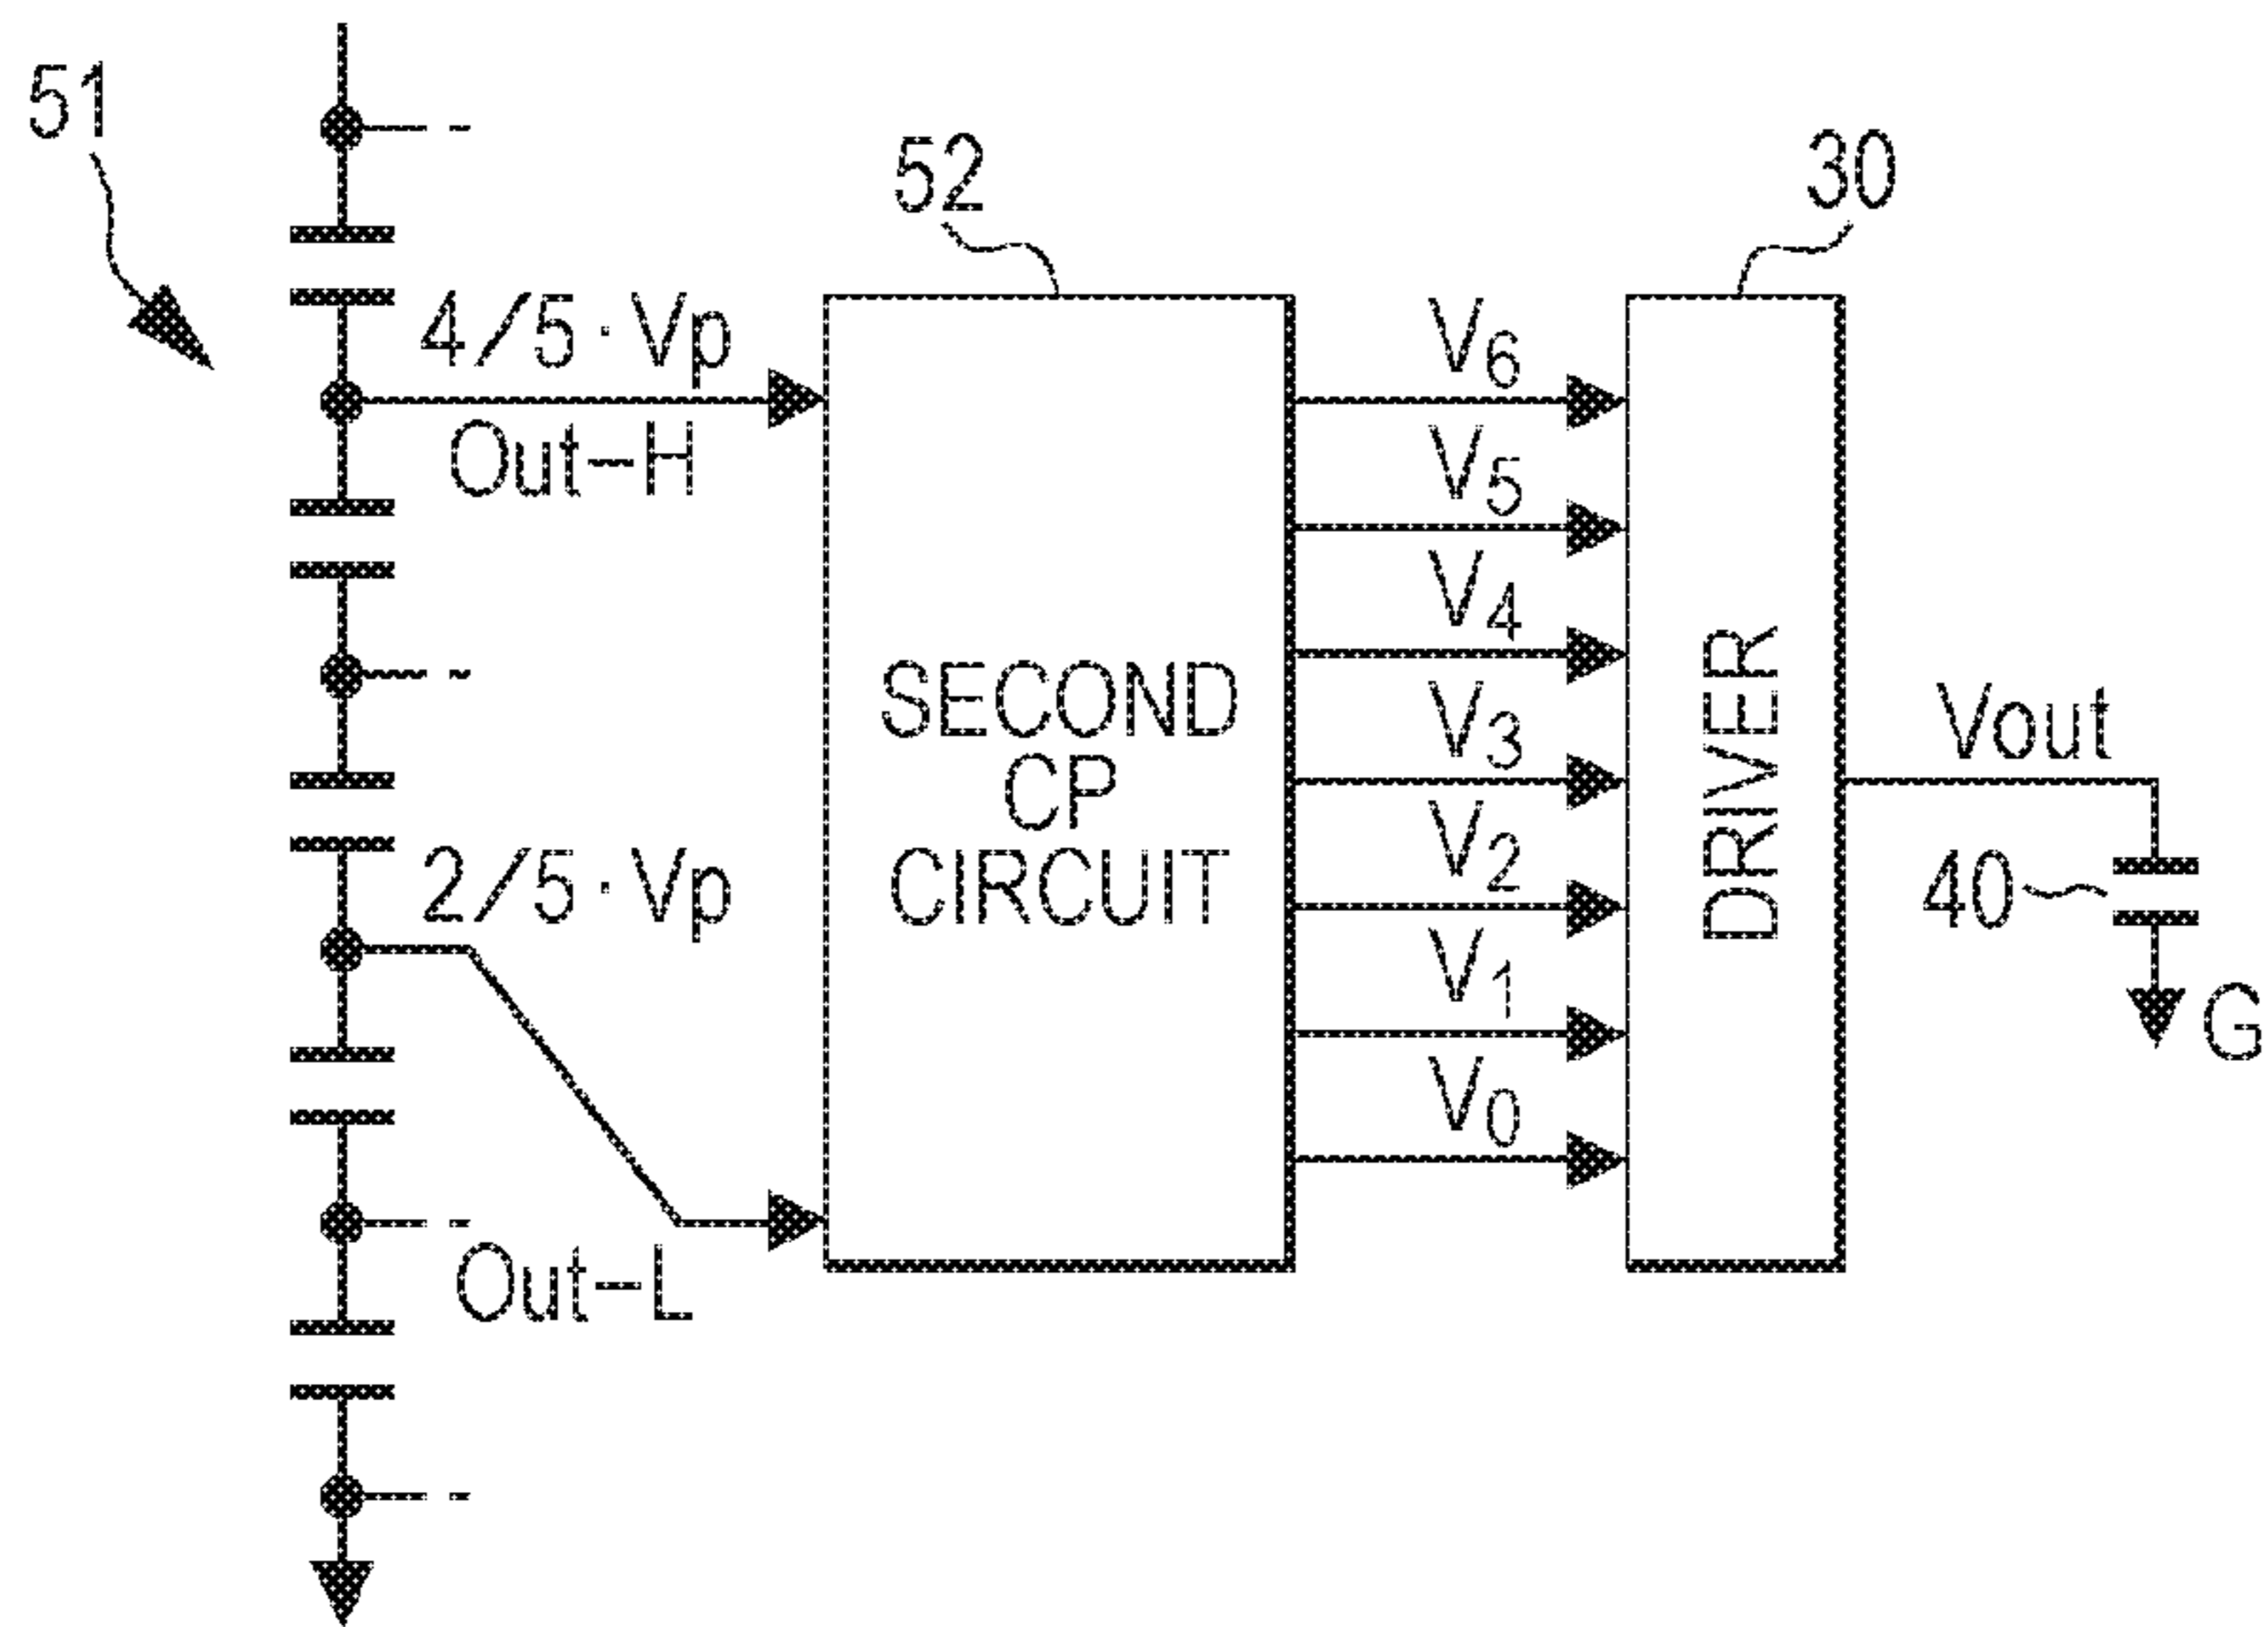 51
52
30
4/5·Vp
Out-H
2/5·Vp
Out-L
SECOND
CP
CIRCUIT
V6
V5
V4
V3
V2
V1
V0
DRIVER
Vout
40
G